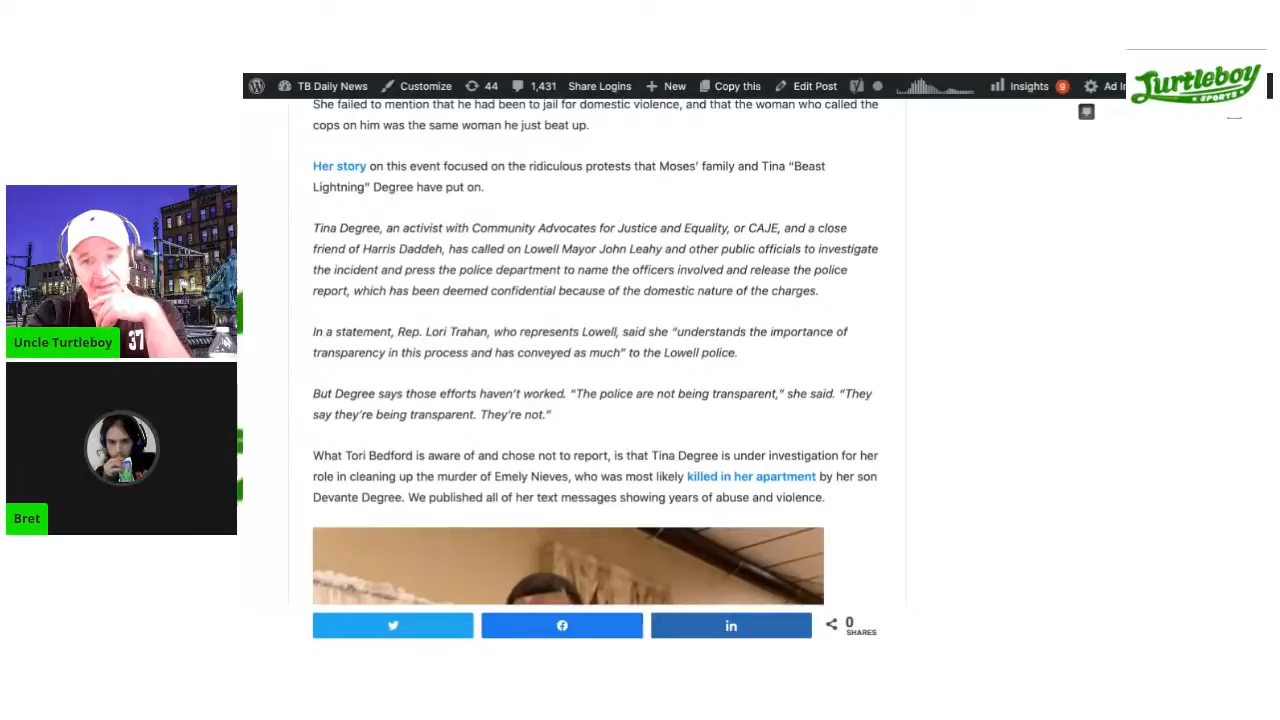 TB Daily News Customize 44 1,431 Share Logins New Copy this Edit Post Insights 9
Turtleboy
SPORTS
She failed to mention that he had been to jail for domestic violence, and that the woman who called the
cops on him was the same woman he just beat up.
Her story on this event focused on the ridiculous protests that Moses' family and Tina “Beast
Lightning” Degree have put on.
Tina Degree, an activist with Community Advocates for Justice and Equality, or CAJE, and a close
friend of Harris Daddeh, has called on Lowell Mayor John Leahy and other public officials to investigate
the incident and press the police department to name the officers involved and release the police
report, which has been deemed confidential because of the domestic nature of the charges.
In a statement, Rep. Lori Trahan, who represents Lowell, said she “understands the importance of
transparency in this process and has conveyed as much” to the Lowell police.
But Degree says those efforts haven't worked. “The police are not being transparent,” she said. “They
say they're being transparent. They're not.”
What Tori Bedford is aware of and chose not to report, is that Tina Degree is under investigation for her
role in cleaning up the murder of Emely Nieves, who was most likely killed in her apartment by her son
Devante Degree. We published all of her text messages showing years of abuse and violence.
0
SHARES
37
Uncle Turtleboy
Bret